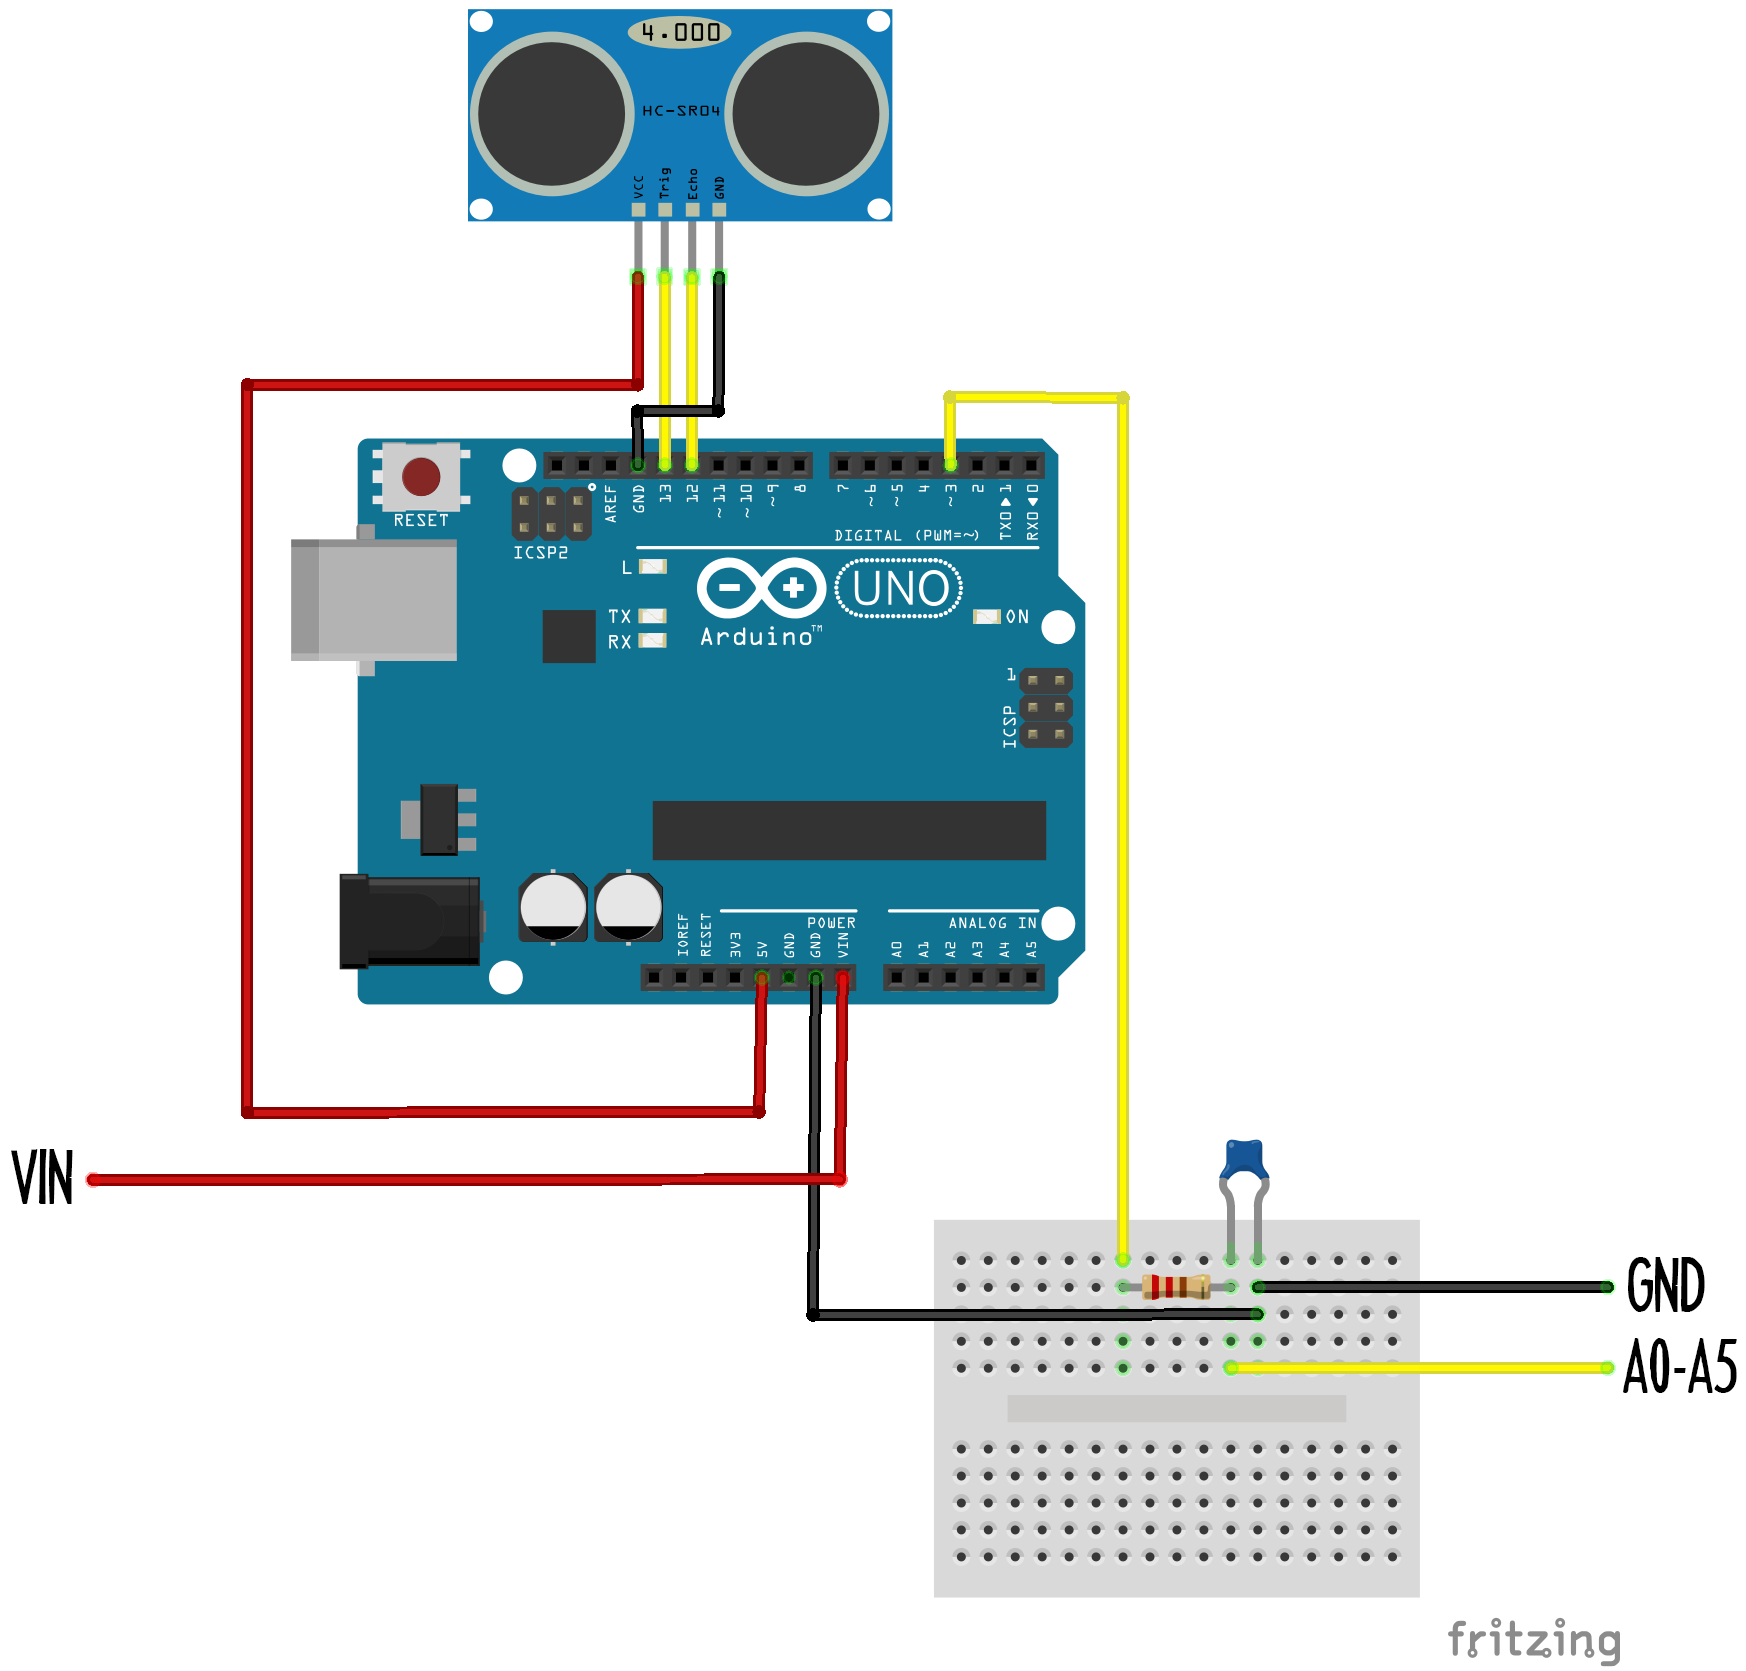 4.000
HC-SR04
VCC
Trig
Echo
GND
RESET
ICSP2
AREF
GND
13
12
~11
~10
~9
8
7
~6
~5
4
~3
2
TX0▶1
RX0◀0
DIGITAL (PWM=~)
L
TX
RX
Arduino™
UNO
ON
1
ICSP
IOREF
RESET
3V3
5V
GND
GND
VIN
POWER
ANALOG IN
A0
A1
A2
A3
A4
A5
VIN
GND
A0-A5
fritzing